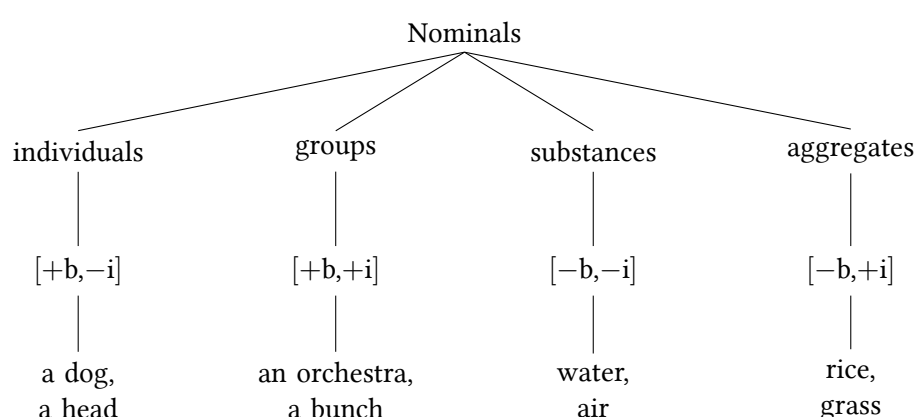 Nominals
individuals groups substances aggregates
[+b,−i] [+b,+i] [−b,−i] [−b,+i]
a dog, an orchestra, water, rice,
a head a bunch air grass